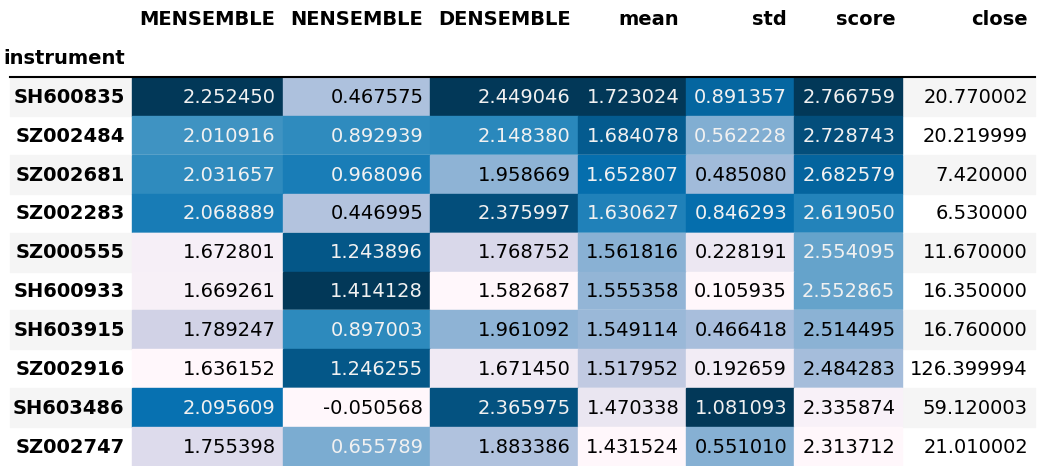 MENSEMBLE NENSEMBLE DENSEMBLE mean std score close
instrument
SH600835 2.252450 0.467575 2.449046 1.723024 0.891357 2.766759 20.770002
SZ002484 2.010916 0.892939 2.148380 1.684078 0.562228 2.728743 20.219999
SZ002681 2.031657 0.968096 1.958669 1.652807 0.485080 2.682579 7.420000
SZ002283 2.068889 0.446995 2.375997 1.630627 0.846293 2.619050 6.530000
SZ000555 1.672801 1.243896 1.768752 1.561816 0.228191 2.554095 11.670000
SH600933 1.669261 1.414128 1.582687 1.555358 0.105935 2.552865 16.350000
SH603915 1.789247 0.897003 1.961092 1.549114 0.466418 2.514495 16.760000
SZ002916 1.636152 1.246255 1.671450 1.517952 0.192659 2.484283 126.399994
SH603486 2.095609 -0.050568 2.365975 1.470338 1.081093 2.335874 59.120003
SZ002747 1.755398 0.655789 1.883386 1.431524 0.551010 2.313712 21.010002